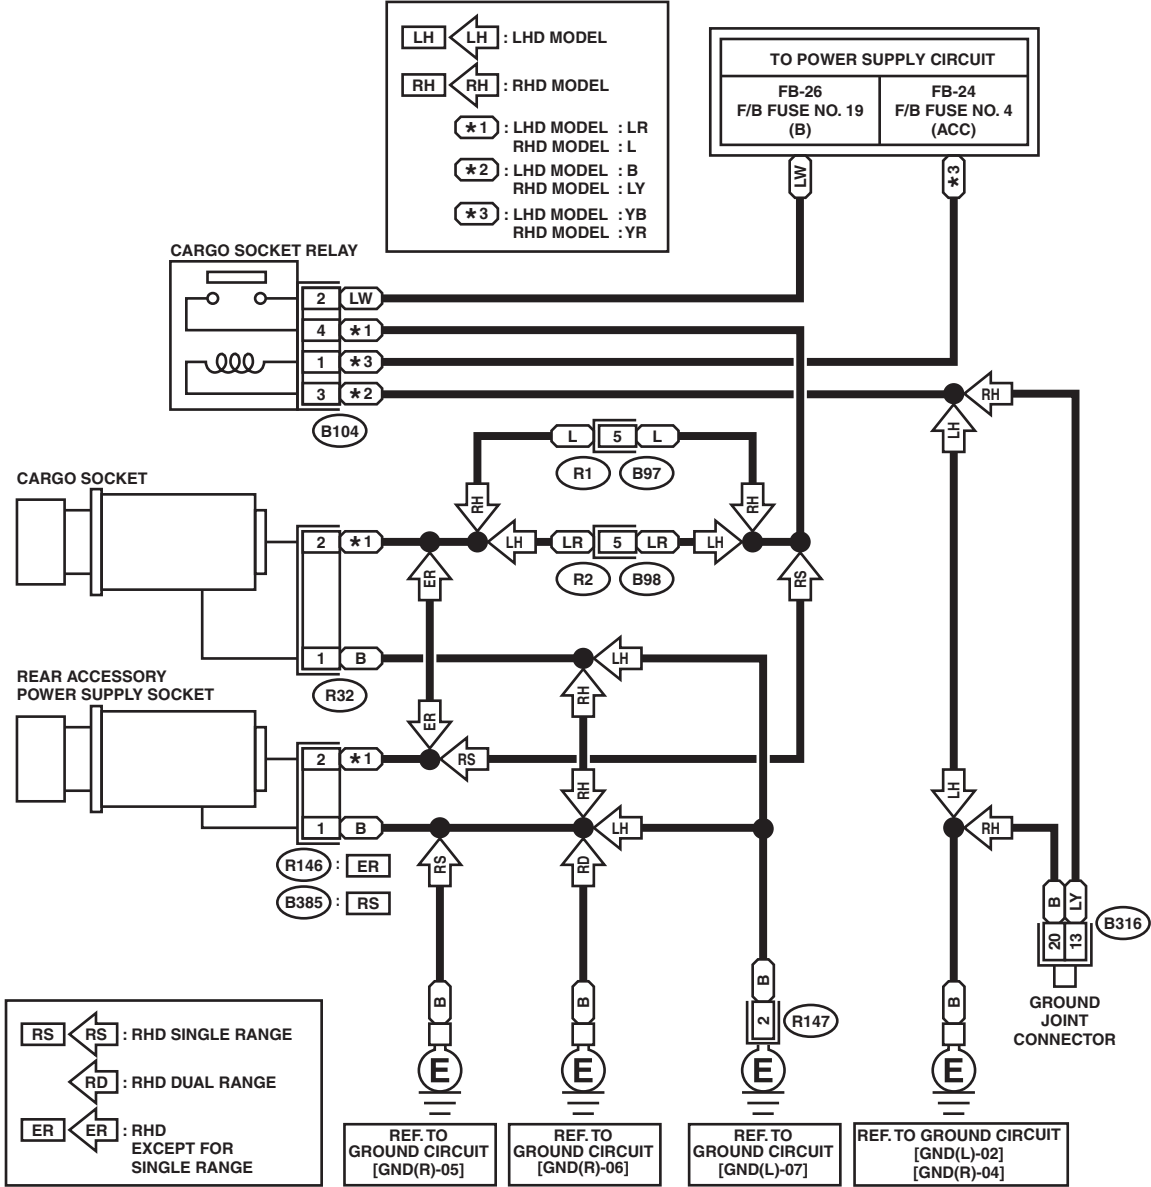 LH LH : LHD MODEL
RH RH : RHD MODEL
*1 : LHD MODEL : LR
RHD MODEL : L
*2 : LHD MODEL : B
RHD MODEL : LY
*3 : LHD MODEL : YB
RHD MODEL : YR
TO POWER SUPPLY CIRCUIT
FB-26
F/B FUSE NO. 19
(B)
FB-24
F/B FUSE NO. 4
(ACC)
LW
*3
CARGO SOCKET RELAY
2 LW
4 *1
1 *3
3 *2
B104
RH
LH
L 5 L
R1 B97
RH RH
CARGO SOCKET
2 *1
LH LR 5 LR LH
R2 B98
ER
RS
1 B
LH
R32
RH
REAR ACCESSORY
POWER SUPPLY SOCKET
ER
2 *1
RS
RH
LH
1 B
LH
RH
R146 : ER
B385 : RS
RS
RD
B LY
20 13
B316
GROUND
JOINT
CONNECTOR
B
B
B
2
R147
B
E
E
E
E
RS RS : RHD SINGLE RANGE
RD : RHD DUAL RANGE
ER ER : RHD
EXCEPT FOR
SINGLE RANGE
REF. TO
GROUND CIRCUIT
[GND(R)-05]
REF. TO
GROUND CIRCUIT
[GND(R)-06]
REF. TO
GROUND CIRCUIT
[GND(L)-07]
REF. TO GROUND CIRCUIT
[GND(L)-02]
[GND(R)-04]